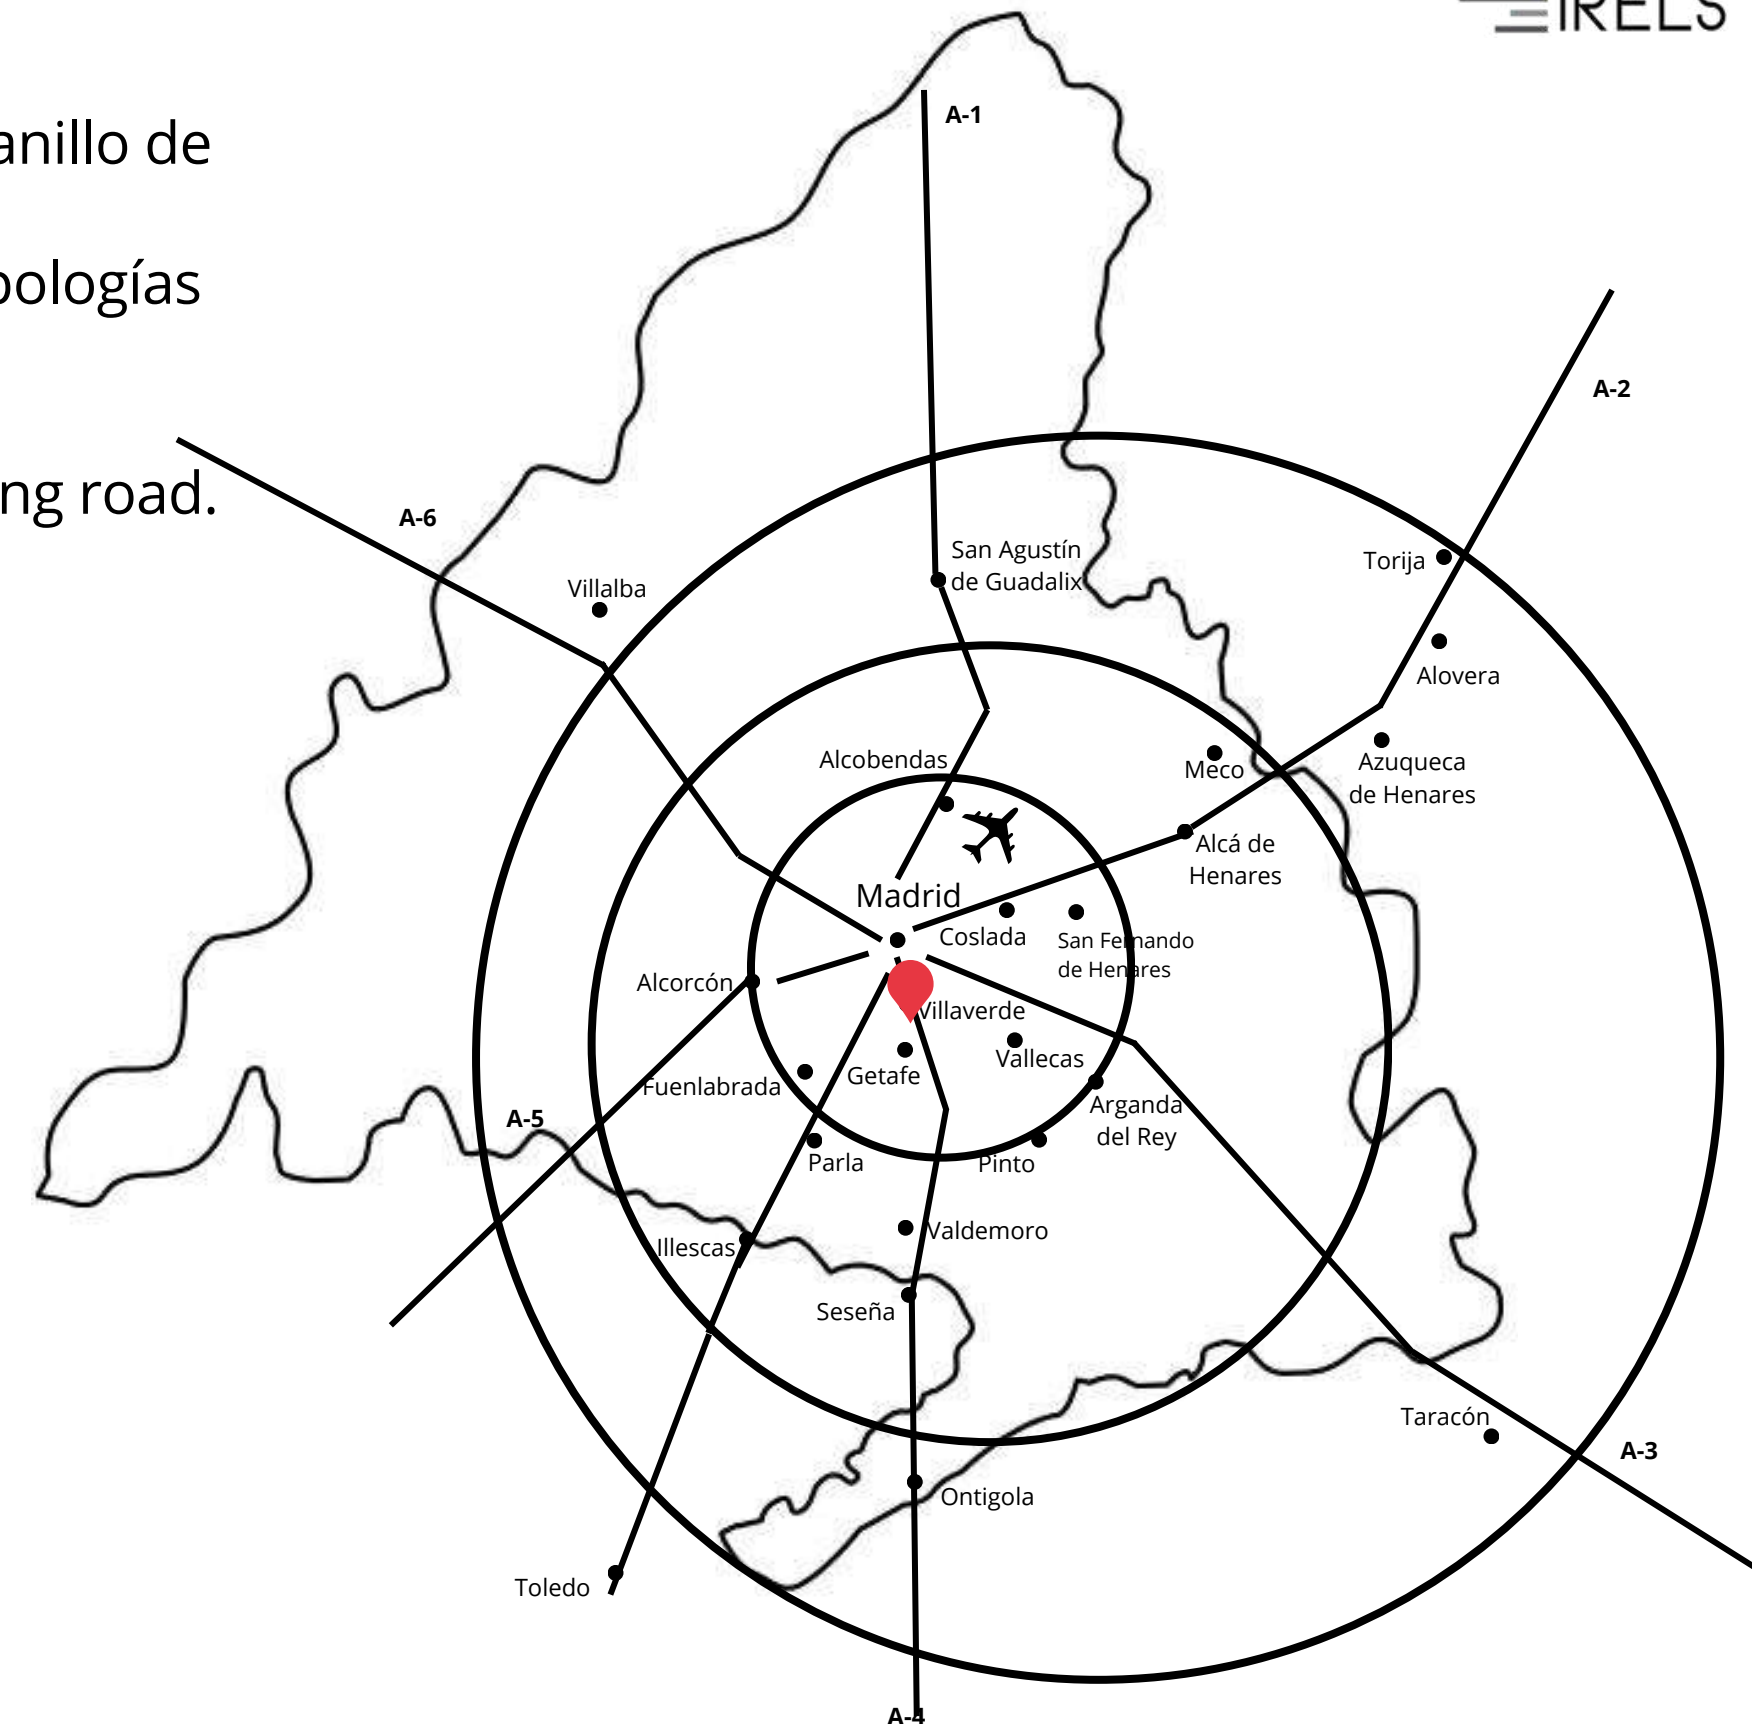 IRELS
anillo de
pologías
ng road.
A-1
A-2
A-6
San Agustín
de Guadalix
Torija
Villalba
Alovera
Alcobendas
Meco
Azuqueca
de Henares
Alcá de
Henares
Madrid
Coslada
San Fernando
de Henares
Alcorcón
Villaverde
Vallecas
Getafe
Fuenlabrada
Arganda
del Rey
A-5
Parla
Pinto
Valdemoro
Illescas
Seseña
Taracón
A-3
Ontigola
Toledo
A-4